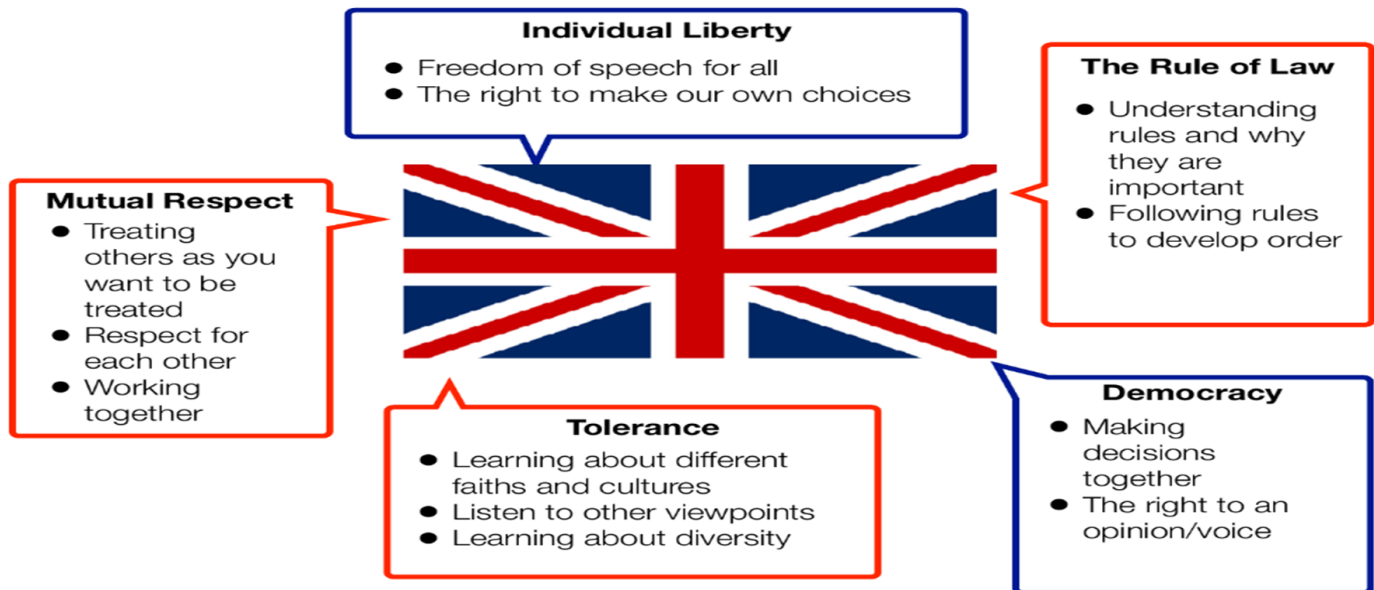 Individual Liberty
● Freedom of speech for all
● The right to make our own choices
The Rule of Law
● Understanding
rules and why
they are
important
● Following rules
to develop order
Mutual Respect
● Treating
others as you
want to be
treated
● Respect for
each other
● Working
together
Tolerance
● Learning about different
faiths and cultures
● Listen to other viewpoints
● Learning about diversity
Democracy
● Making
decisions
together
● The right to an
opinion/voice